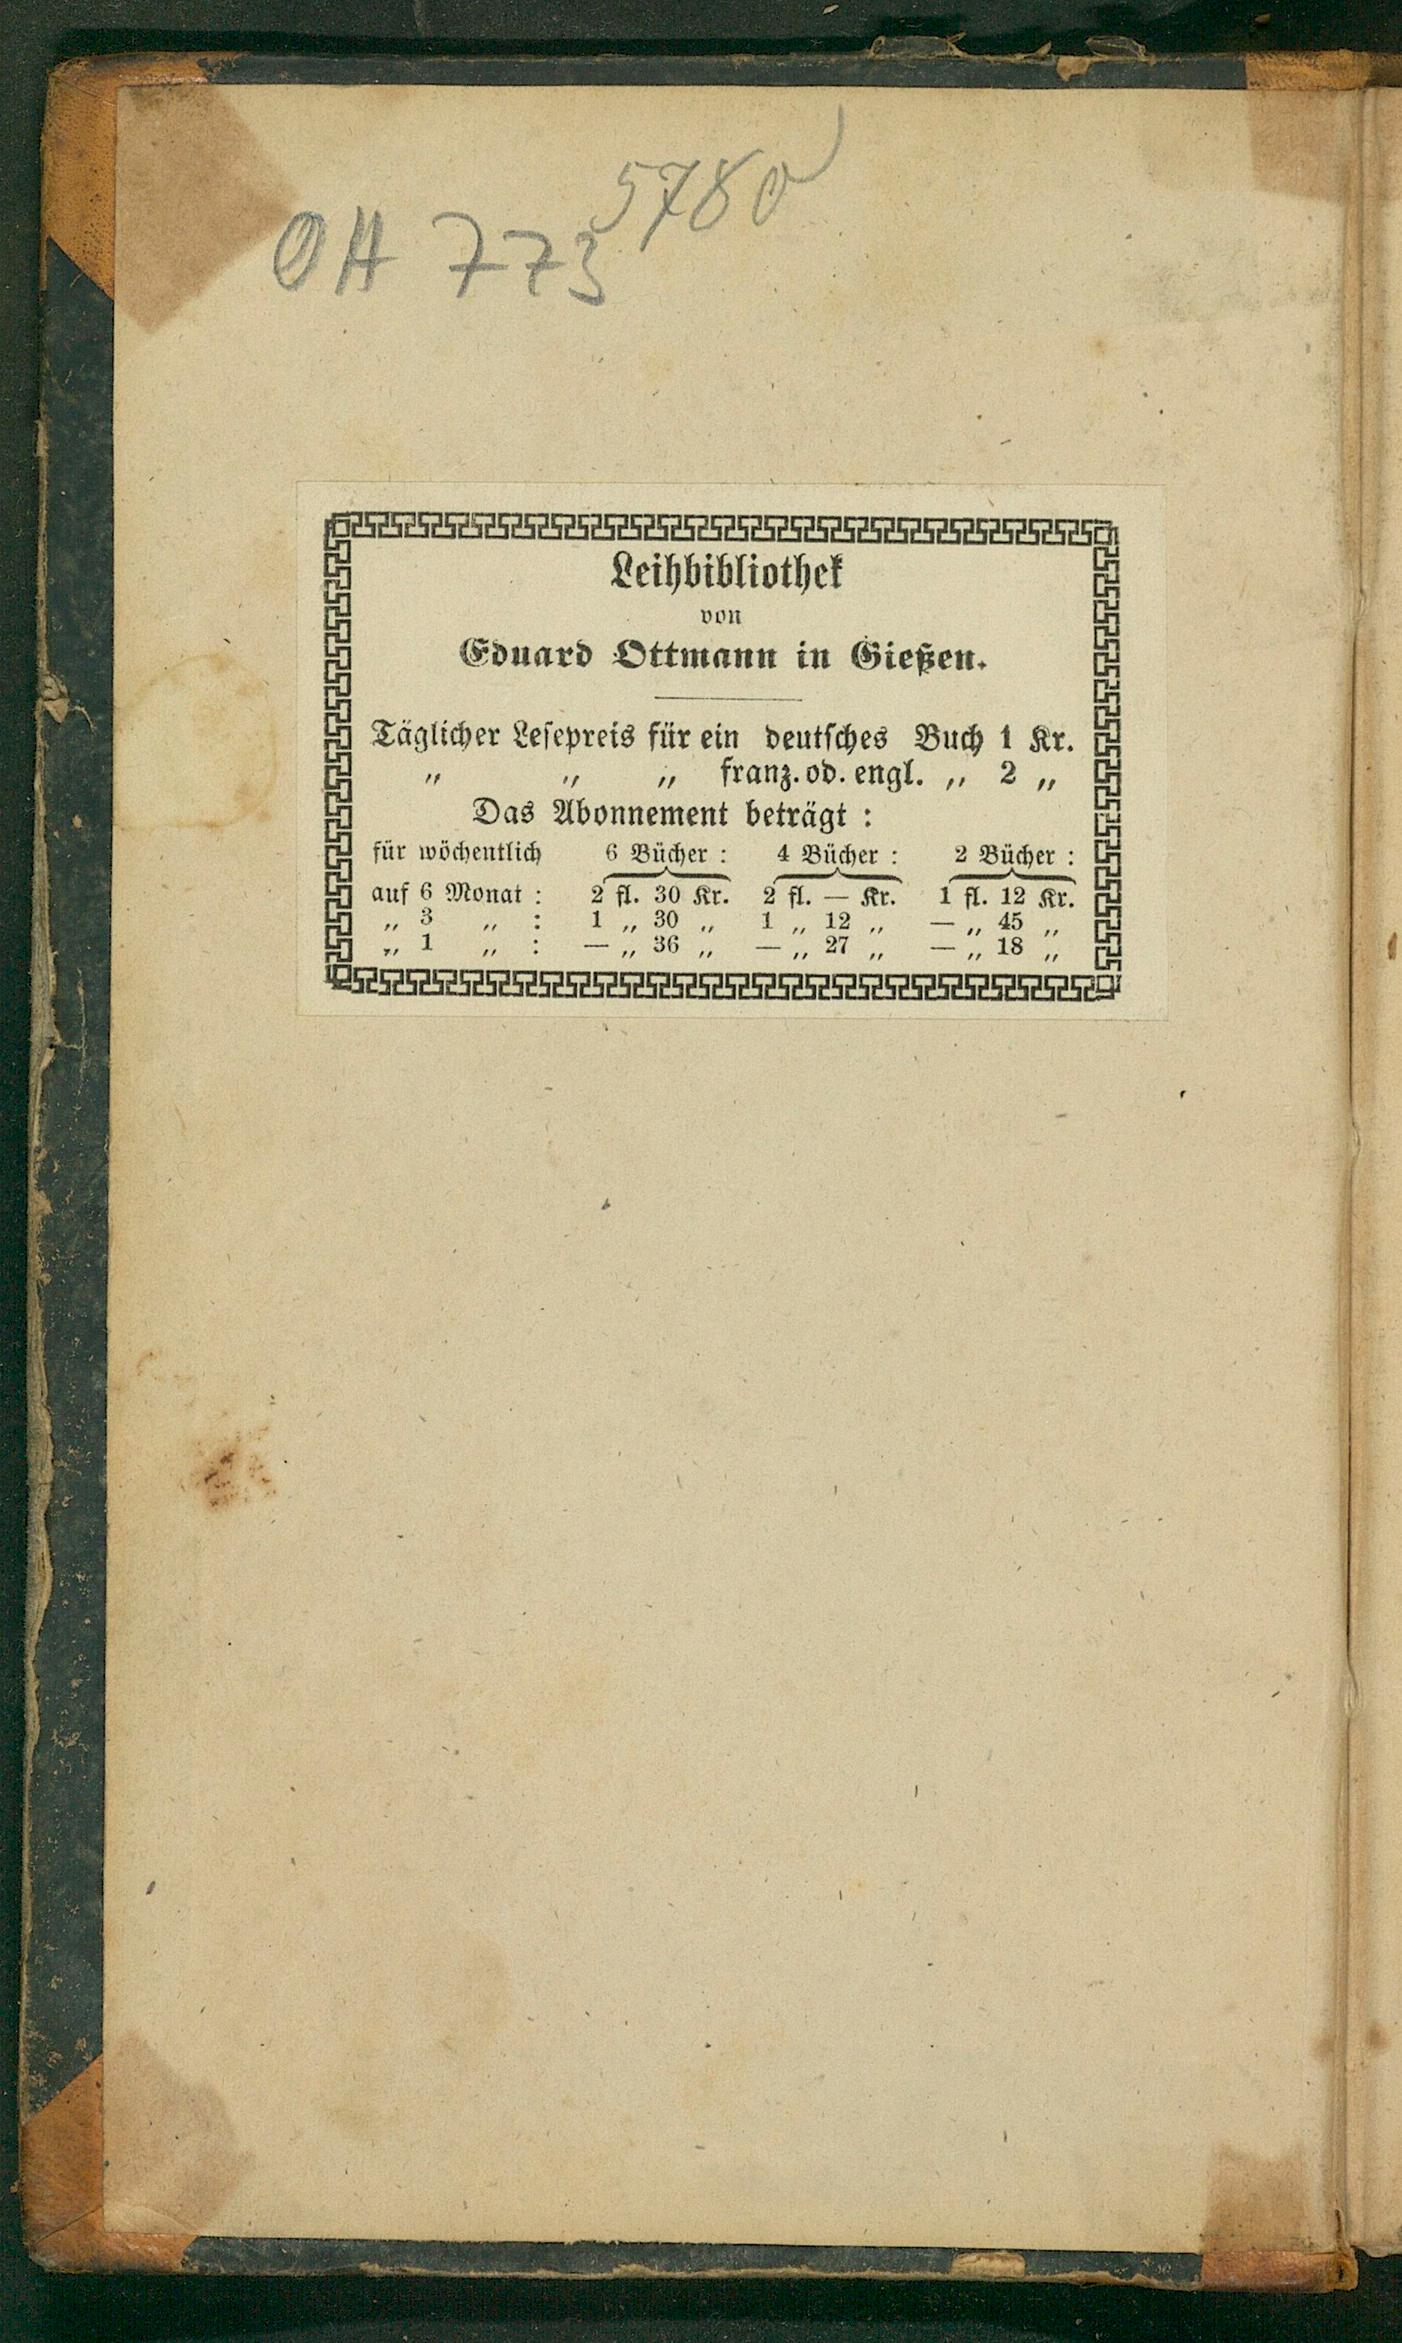 5780
OH 773
Leihbibliothek
von
Eduard Ottmann in Gießen.
Täglicher Lesepreis für ein deutsches Buch 1 Kr.
„ „ „ franz. od. engl. „ 2 „
Das Abonnement beträgt :
für wöchentlich 6 Bücher : 4 Bücher : 2 Bücher :
auf 6 Monat : 2 fl. 30 Kr. 2 fl. — Kr. 1 fl. 12 Kr.
„ 3 „ : 1 „ 30 „ 1 „ 12 „ — „ 45 „
„ 1 „ : — „ 36 „ — „ 27 „ — „ 18 „